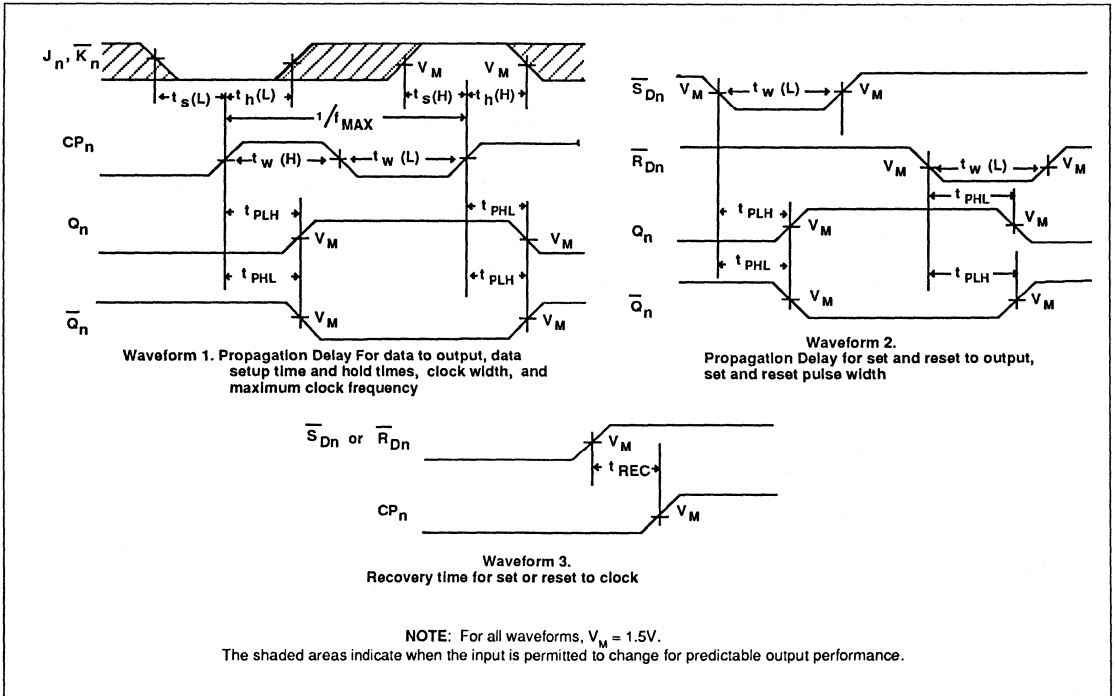 J̅n, K̅n
VM
VM
ts(L)
th(L)
ts(H)
th(H)
1/fMAX
CPn
tw (H)
tw (L)
tPLH
tPHL
Qn
VM
VM
tPHL
tPLH
Q̅n
VM
VM
Waveform 1. Propagation Delay For data to output, data
setup time and hold times, clock width, and
maximum clock frequency
S̅Dn
VM
tw (L)
VM
R̅Dn
VM
tw (L)
VM
tPLH
tPHL
Qn
VM
VM
tPHL
tPLH
Q̅n
VM
VM
Waveform 2.
Propagation Delay for set and reset to output,
set and reset pulse width
S̅Dn or R̅Dn
VM
tREC
CPn
VM
Waveform 3.
Recovery time for set or reset to clock
NOTE: For all waveforms, VM = 1.5V.
The shaded areas indicate when the input is permitted to change for predictable output performance.